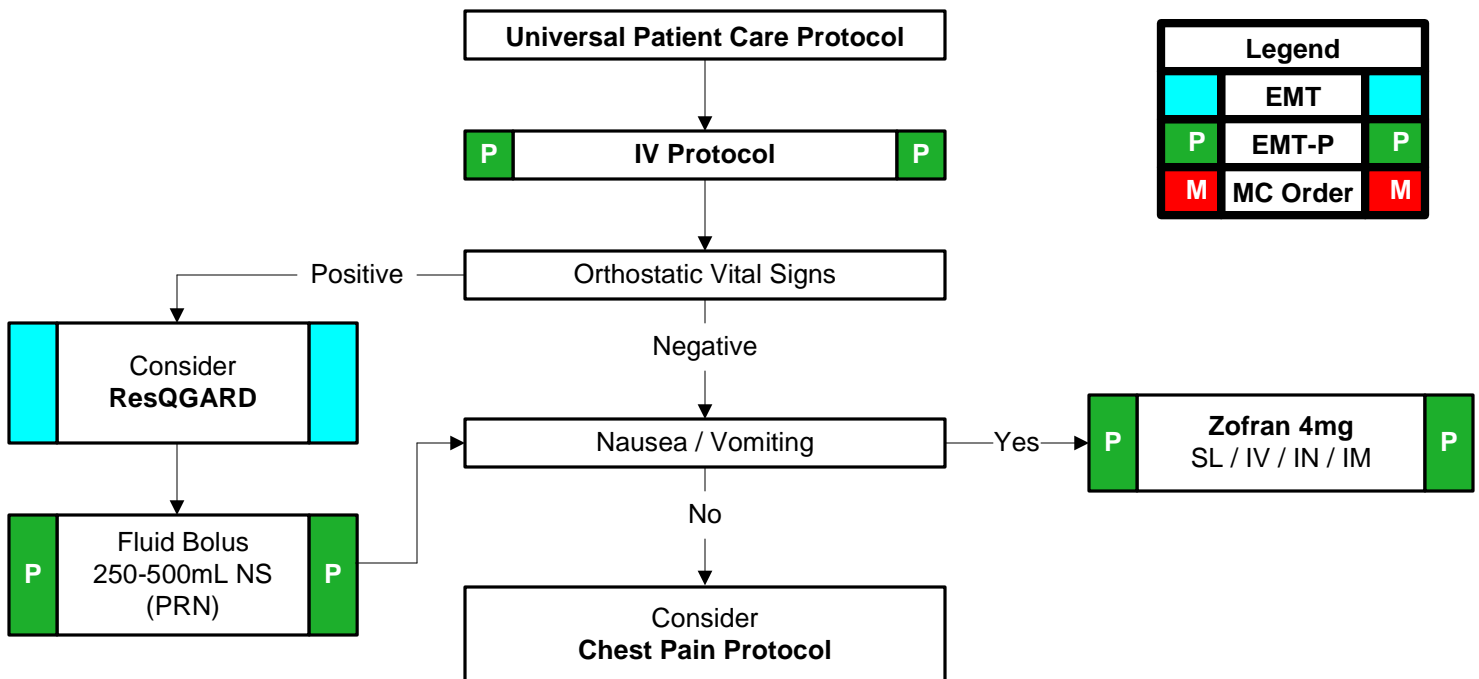 Universal Patient Care Protocol
Legend
EMT
P EMT-P P
M MC Order M
P IV Protocol P
Orthostatic Vital Signs
Positive
Negative
Consider
ResQGARD
Nausea / Vomiting
Yes
P Zofran 4mg P
SL / IV / IN / IM
No
P Fluid Bolus P
250-500mL NS
(PRN)
Consider
Chest Pain Protocol